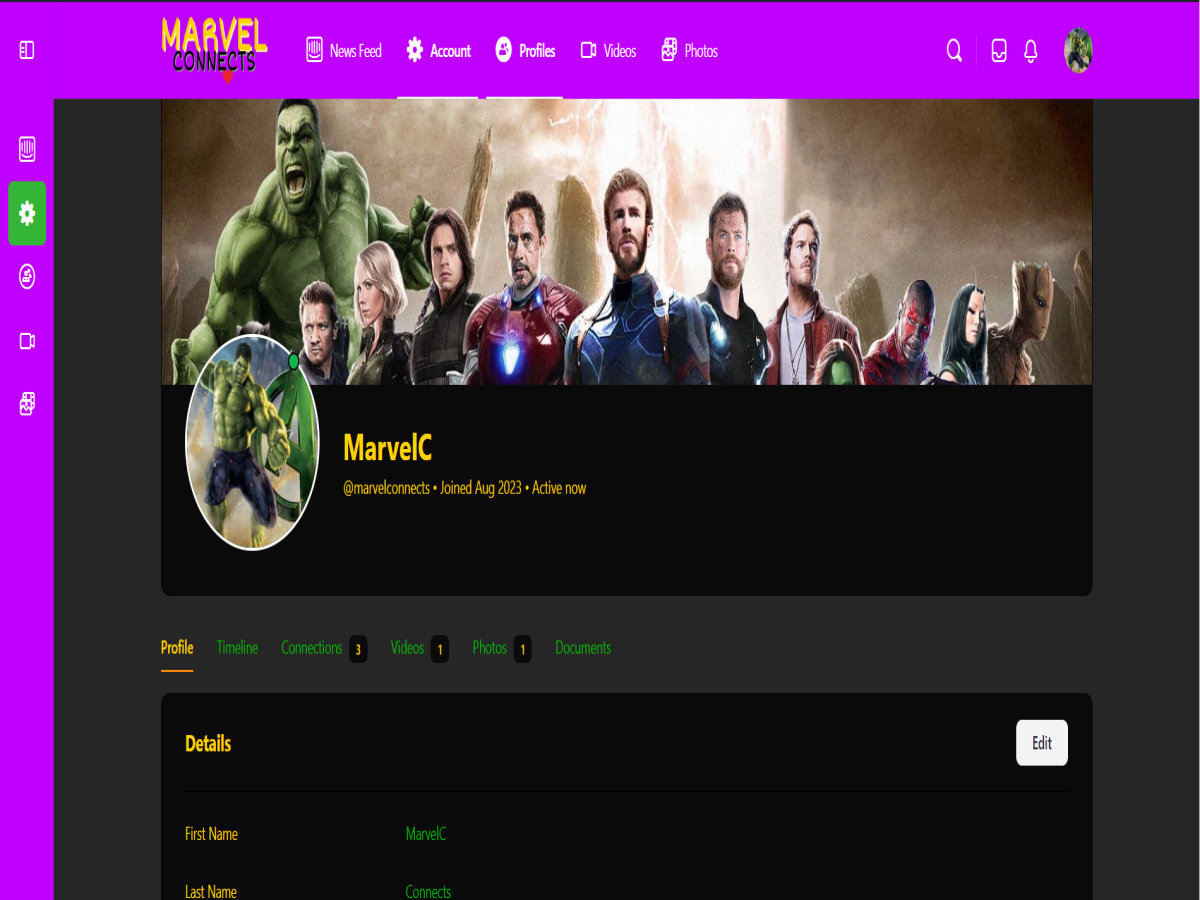 MARVEL
CONNECTS
News Feed Account Profiles Videos Photos
MarvelC
@marvelconnects • Joined Aug 2023 • Active now
Profile Timeline Connections 3 Videos 1 Photos 1 Documents
Details Edit
First Name MarvelC
Last Name Connects